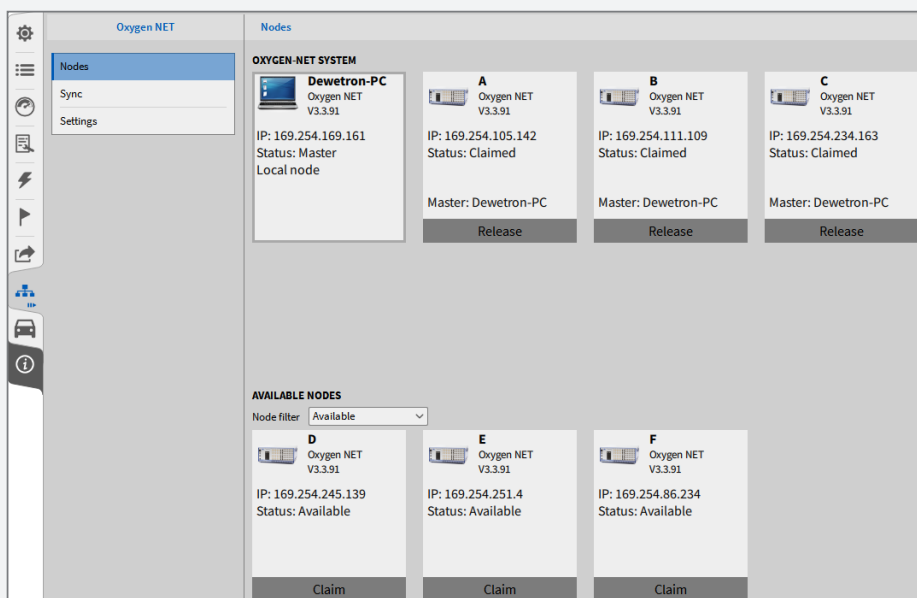 Oxygen NET
Nodes
Nodes
Sync
Settings
OXYGEN-NET SYSTEM
Dewetron-PC
Oxygen NET
V3.3.91
IP: 169.254.169.161
Status: Master
Local node
A
Oxygen NET
V3.3.91
IP: 169.254.105.142
Status: Claimed
Master: Dewetron-PC
Release
B
Oxygen NET
V3.3.91
IP: 169.254.111.109
Status: Claimed
Master: Dewetron-PC
Release
C
Oxygen NET
V3.3.91
IP: 169.254.234.163
Status: Claimed
Master: Dewetron-PC
Release
AVAILABLE NODES
Node filter Available
D
Oxygen NET
V3.3.91
IP: 169.254.245.139
Status: Available
Claim
E
Oxygen NET
V3.3.91
IP: 169.254.251.4
Status: Available
Claim
F
Oxygen NET
V3.3.91
IP: 169.254.86.234
Status: Available
Claim